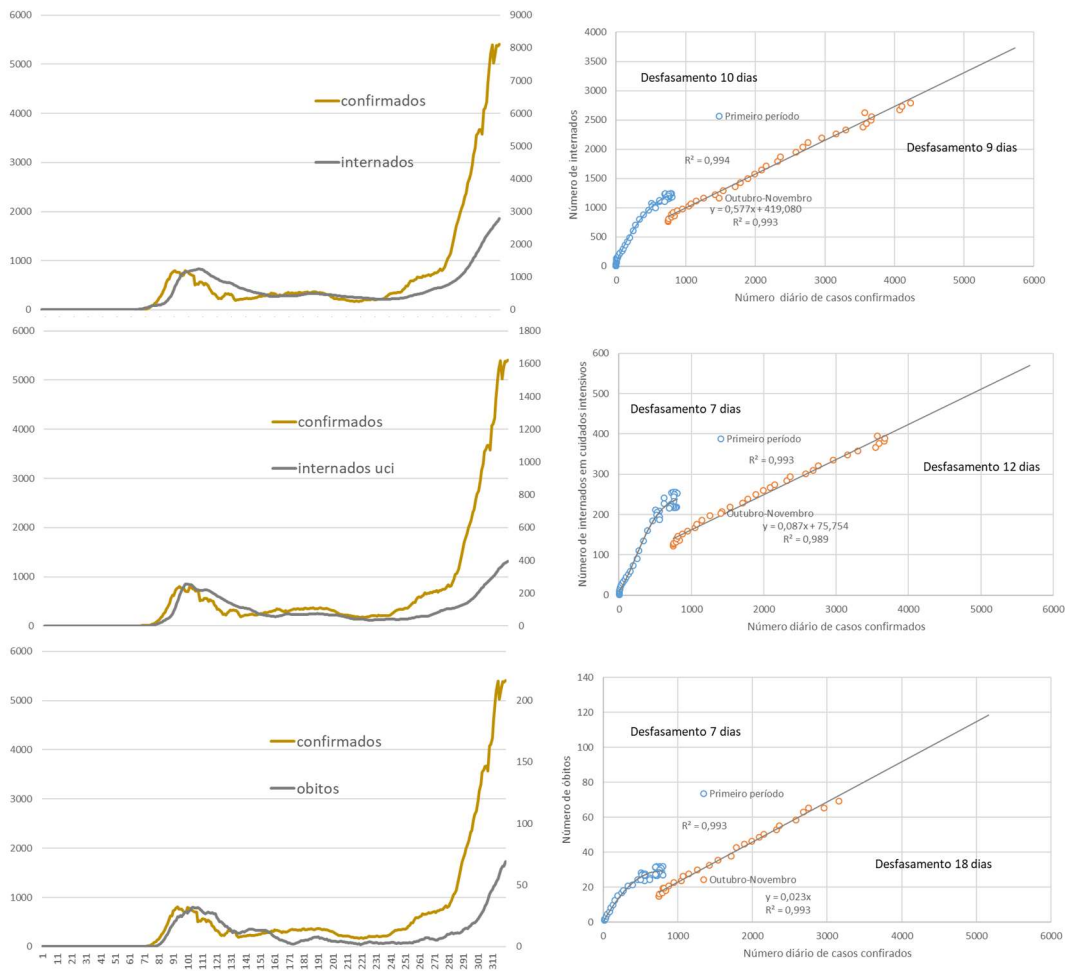 6000
5000
4000
3000
2000
1000
0
9000
8000
7000
6000
5000
4000
3000
2000
1000
0
confirmados
internados
4000
3500
3000
2500
2000
1500
1000
500
0
Número de internados
Desfasamento 10 dias
Primeiro período
R² = 0,994
Desfasamento 9 dias
Outubro-Novembro
y = 0,577x + 419,080
R² = 0,993
0 1000 2000 3000 4000 5000 6000
Número diário de casos confirmados
6000
5000
4000
3000
2000
1000
0
1800
1600
1400
1200
1000
800
600
400
200
0
confirmados
internados uci
600
500
400
300
200
100
0
Número de internados em cuidados intensivos
Desfasamento 7 dias
Primeiro período
R² = 0,993
Desfasamento 12 dias
Outubro-Novembro
y = 0,087x + 75,754
R² = 0,989
0 1000 2000 3000 4000 5000 6000
Número diário de casos confirmados
6000
5000
4000
3000
2000
1000
0
200
150
100
50
0
confirmados
obitos
1 11 21 31 41 51 61 71 81 91 101 111 121 131 141 151 161 171 181 191 201 211 221 231 241 251 261 271 281 291 301 311
140
120
100
80
60
40
20
0
Número de óbitos
Desfasamento 7 dias
Primeiro período
R² = 0,993
Desfasamento 18 dias
Outubro-Novembro
y = 0,023x
R² = 0,993
0 1000 2000 3000 4000 5000 6000
Número diário de casos confirados